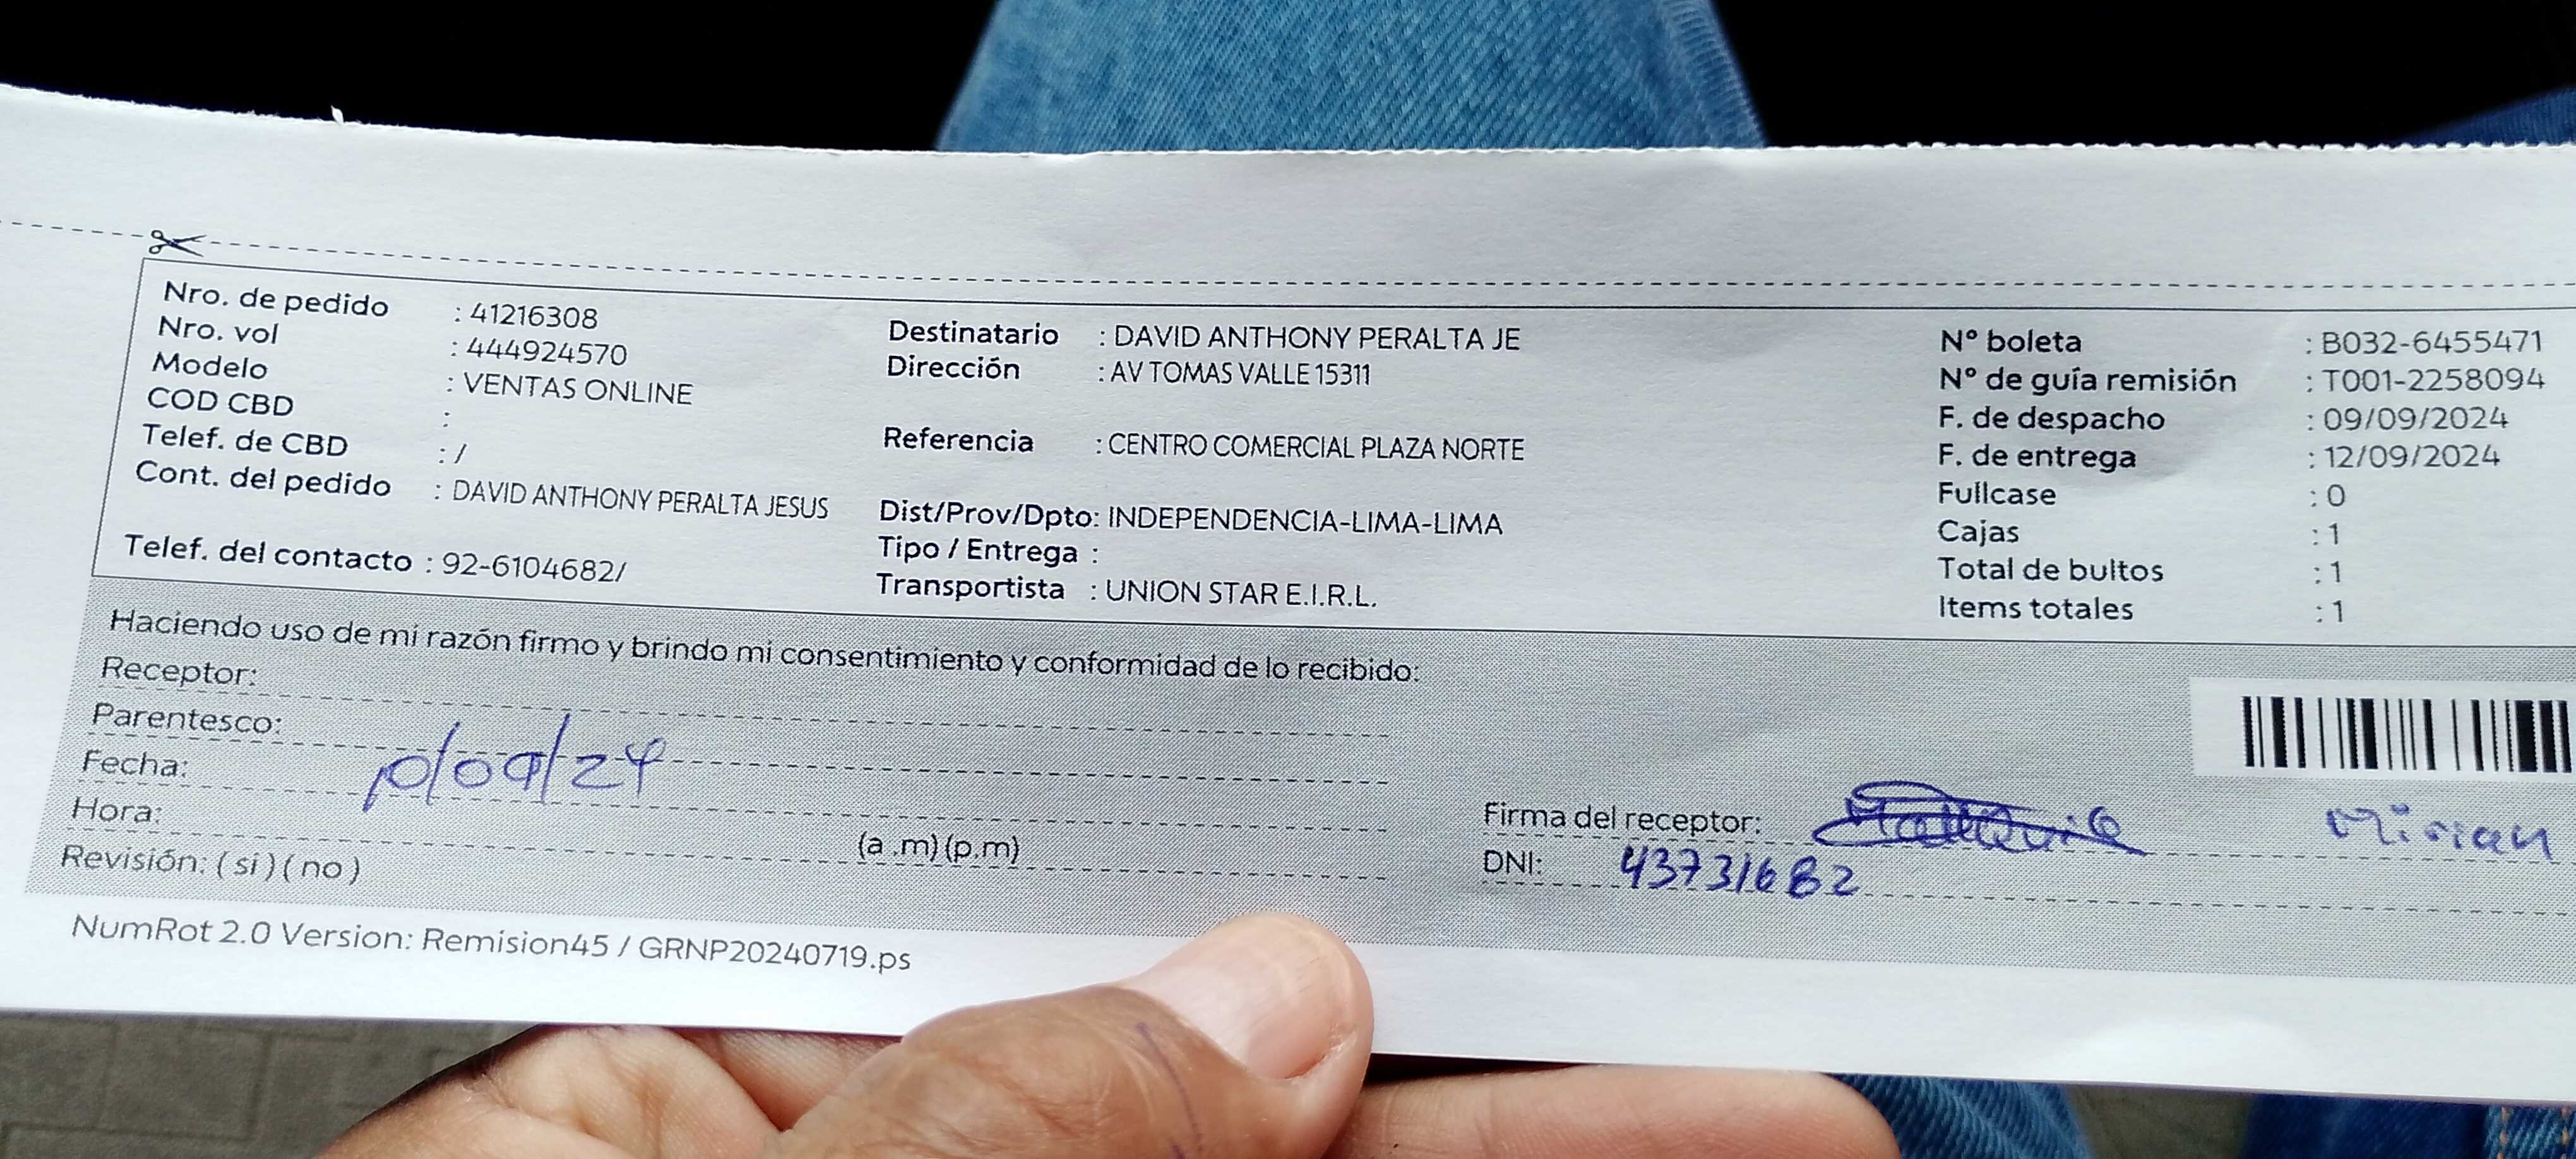 Nro. de pedido : 41216308
Nro. vol : 444924570
Modelo : VENTAS ONLINE
COD CBD :
Telef. de CBD : /
Cont. del pedido : DAVID ANTHONY PERALTA JESUS
Telef. del contacto : 92-6104682/
Destinatario : DAVID ANTHONY PERALTA JE
Dirección : AV TOMAS VALLE 15311
Referencia : CENTRO COMERCIAL PLAZA NORTE
Dist/Prov/Dpto: INDEPENDENCIA-LIMA-LIMA
Tipo / Entrega :
Transportista : UNION STAR E.I.R.L.
Nº boleta : B032-6455471
Nº de guía remisión : T001-2258094
F. de despacho : 09/09/2024
F. de entrega : 12/09/2024
Fullcase : 0
Cajas : 1
Total de bultos : 1
Items totales : 1
Haciendo uso de mi razón firmo y brindo mi consentimiento y conformidad de lo recibido:
Receptor:
Parentesco:
Fecha: 10/09/24
Hora: (a .m) (p.m)
Revisión: ( si ) ( no )
Firma del receptor: Mirian
DNI: 43731682
NumRot 2.0 Version: Remision45 / GRNP20240719.ps